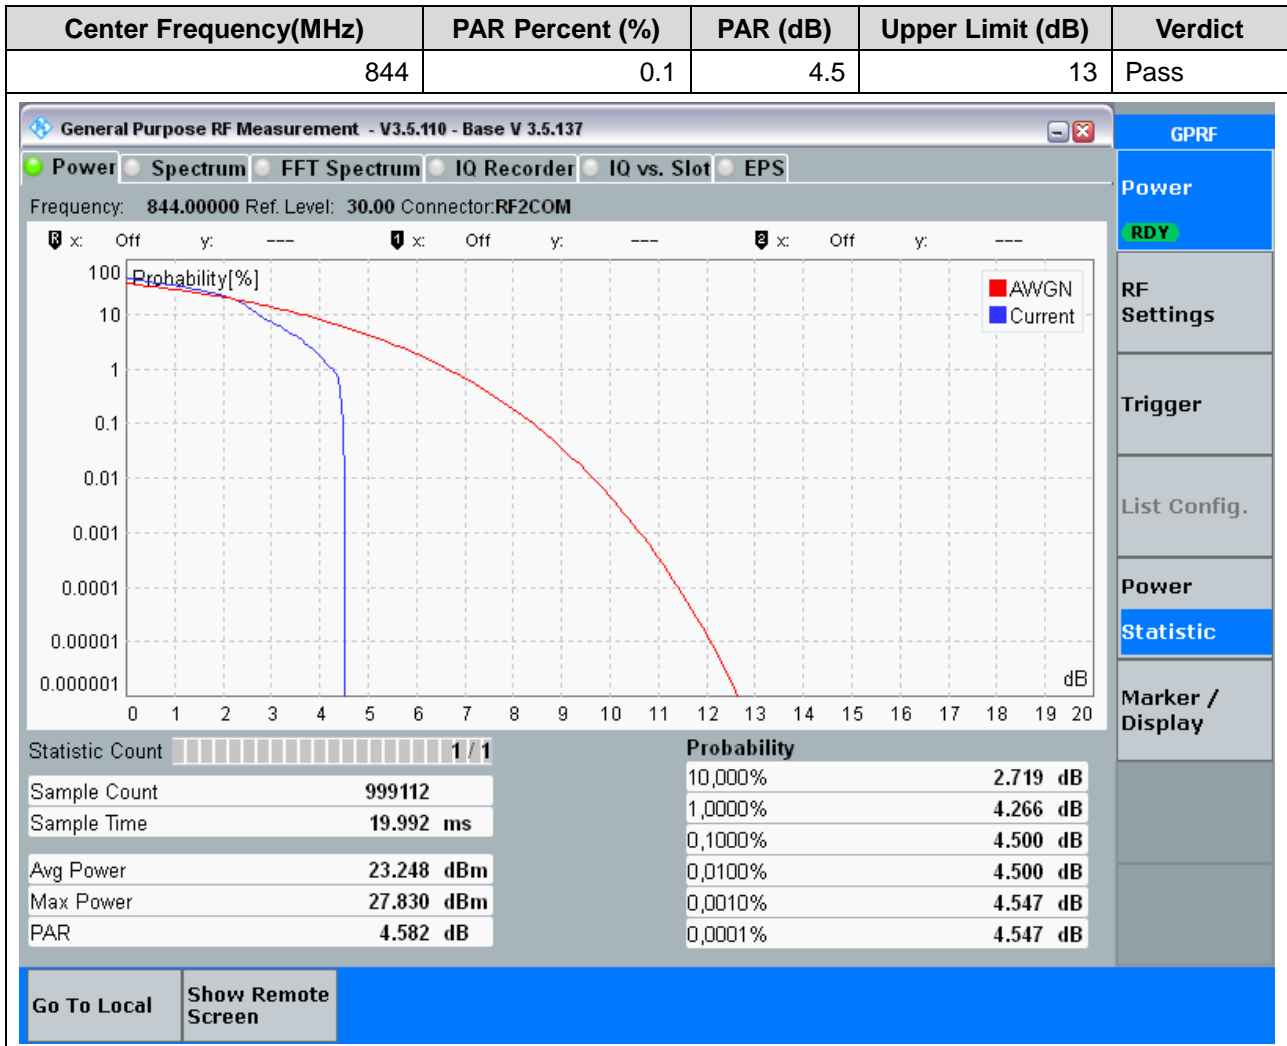 Center Frequency(MHz) PAR Percent (%) PAR (dB) Upper Limit (dB) Verdict
844 0.1 4.5 13 Pass
General Purpose RF Measurement - V3.5.110 - Base V 3.5.137
GPRF
Power Spectrum FFT Spectrum IQ Recorder IQ vs. Slot EPS
Power
RDY
Frequency: 844.00000 Ref. Level: 30.00 Connector:RF2COM
R x: Off y: --- 1 x: Off y: --- 2 x: Off y: ---
Probability[%]
AWGN
Current
100
10
1
0.1
0.01
0.001
0.0001
0.00001
0.000001
dB
0 1 2 3 4 5 6 7 8 9 10 11 12 13 14 15 16 17 18 19 20
RF
Settings
Trigger
List Config.
Power
Statistic
Marker /
Display
Statistic Count 1 / 1
Sample Count 999112
Sample Time 19.992 ms
Avg Power 23.248 dBm
Max Power 27.830 dBm
PAR 4.582 dB
Probability
10,000% 2.719 dB
1,0000% 4.266 dB
0,1000% 4.500 dB
0,0100% 4.500 dB
0,0010% 4.547 dB
0,0001% 4.547 dB
Go To Local
Show Remote
Screen